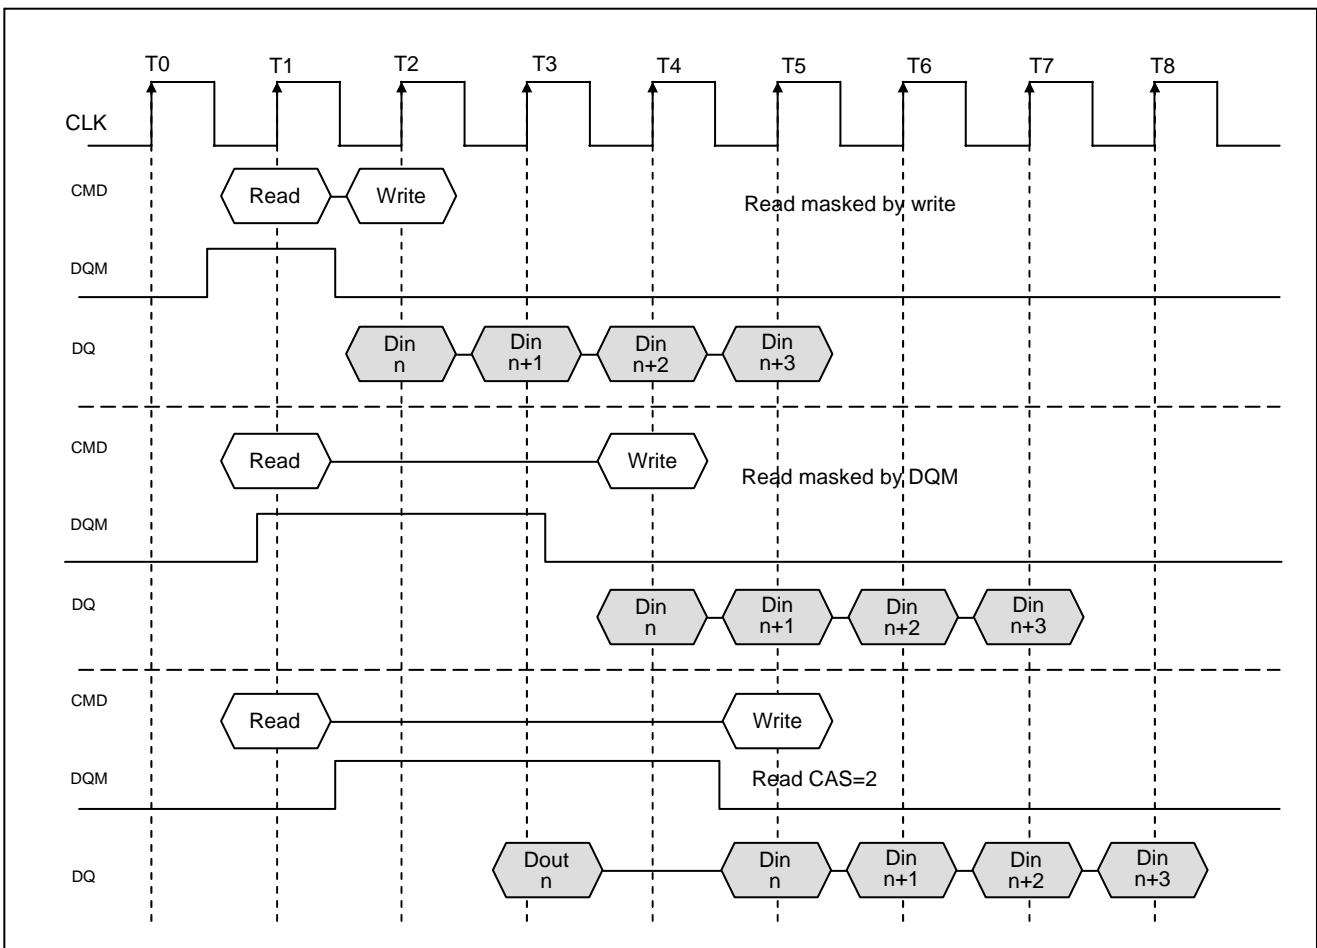 T0 T1 T2 T3 T4 T5 T6 T7 T8
CLK
CMD Read Write Read masked by write
DQM
DQ Din Din Din Din
n n+1 n+2 n+3
CMD Read Write Read masked by DQM
DQM
DQ Din Din Din Din
n n+1 n+2 n+3
CMD Read Write
DQM Read CAS=2
DQ Dout Din Din Din Din
n n n+1 n+2 n+3